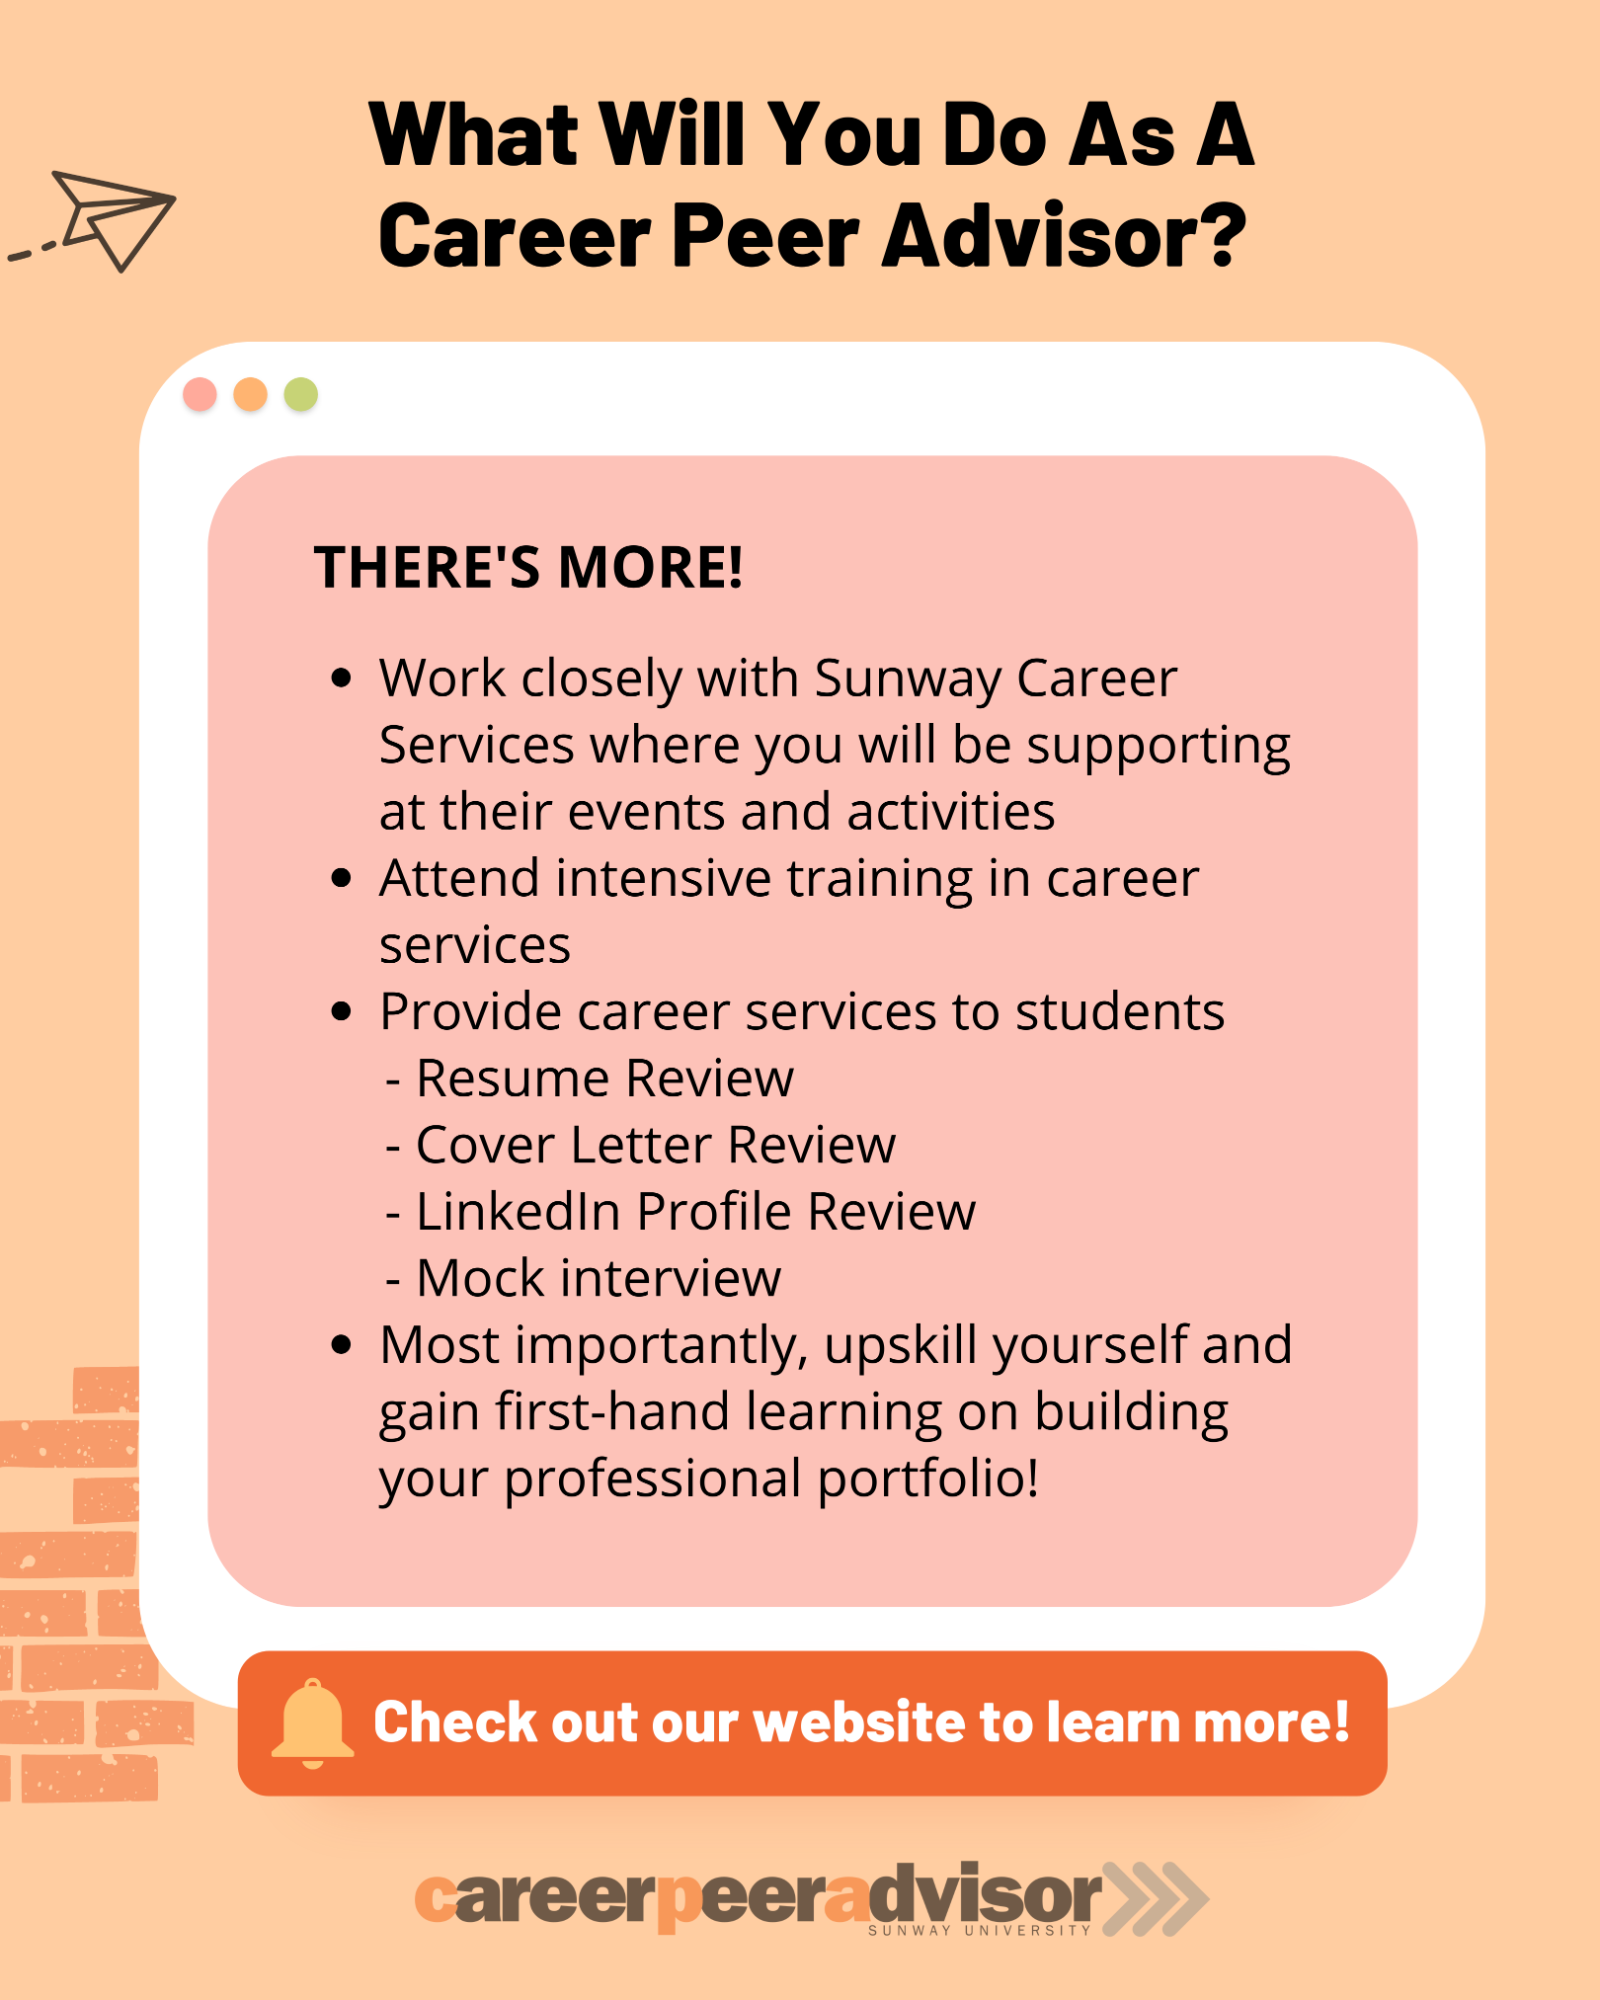 What Will You Do As A
Career Peer Advisor?
THERE'S MORE!
• Work closely with Sunway Career
Services where you will be supporting
at their events and activities
• Attend intensive training in career
services
• Provide career services to students
- Resume Review
- Cover Letter Review
- LinkedIn Profile Review
- Mock interview
• Most importantly, upskill yourself and
gain first-hand learning on building
your professional portfolio!
Check out our website to learn more!
careerpeeradvisor
SUNWAY UNIVERSITY